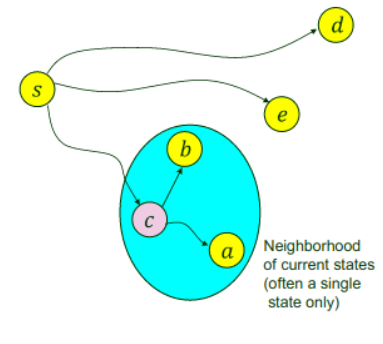 d
s
e
b
c
a
Neighborhood
of current states
(often a single
state only)